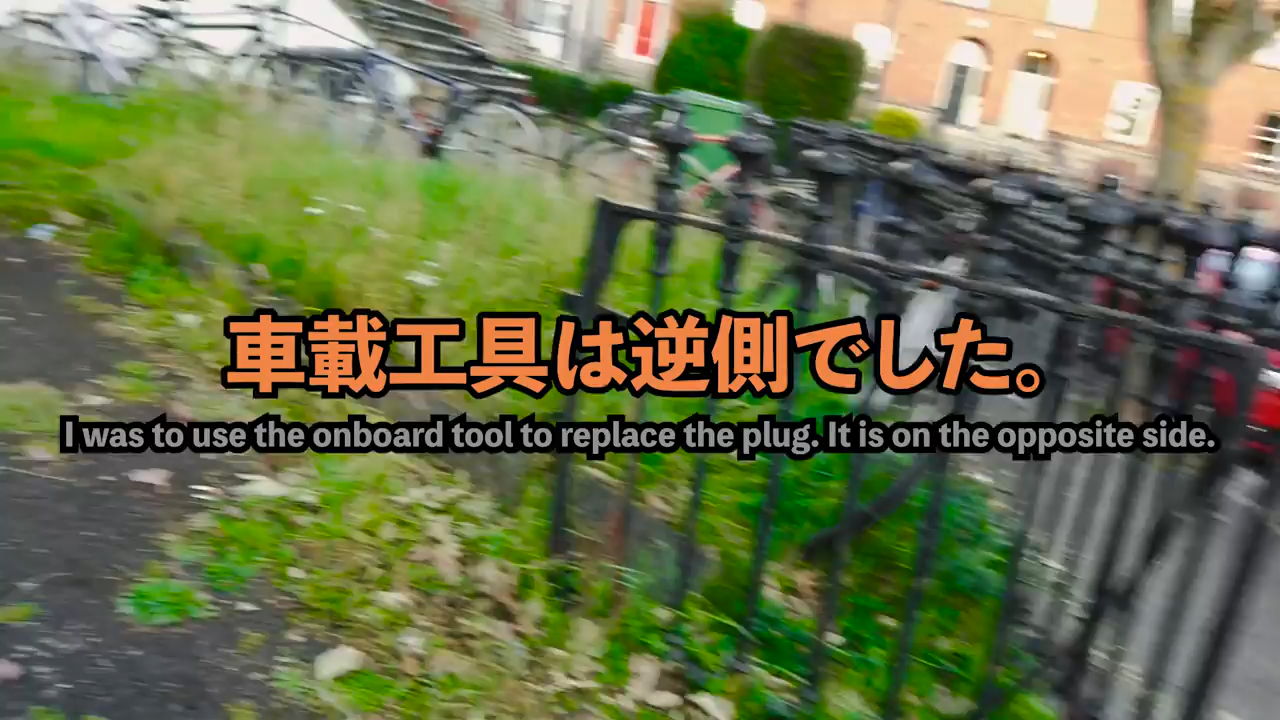 車載工具は逆側でした。
I was to use the onboard tool to replace the plug. It is on the opposite side.